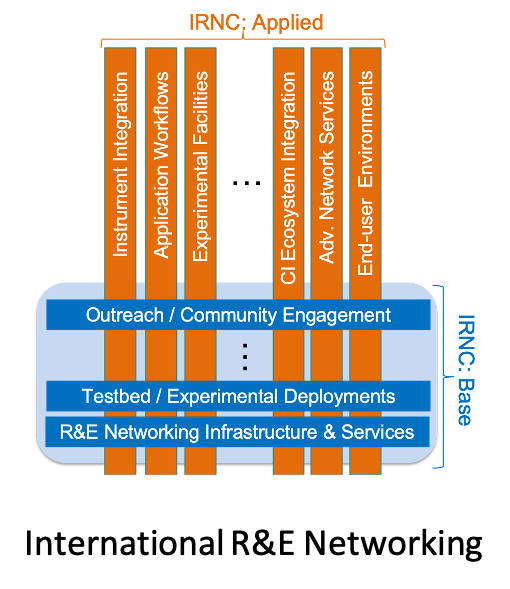 IRNC: Applied
Instrument Integration
Application Workflows
Experimental Facilities
...
CI Ecosystem Integration
Adv. Network Services
End-user Environments
Outreach / Community Engagement
...
Testbed / Experimental Deployments
R&E Networking Infrastructure & Services
IRNC: Base
International R&E Networking